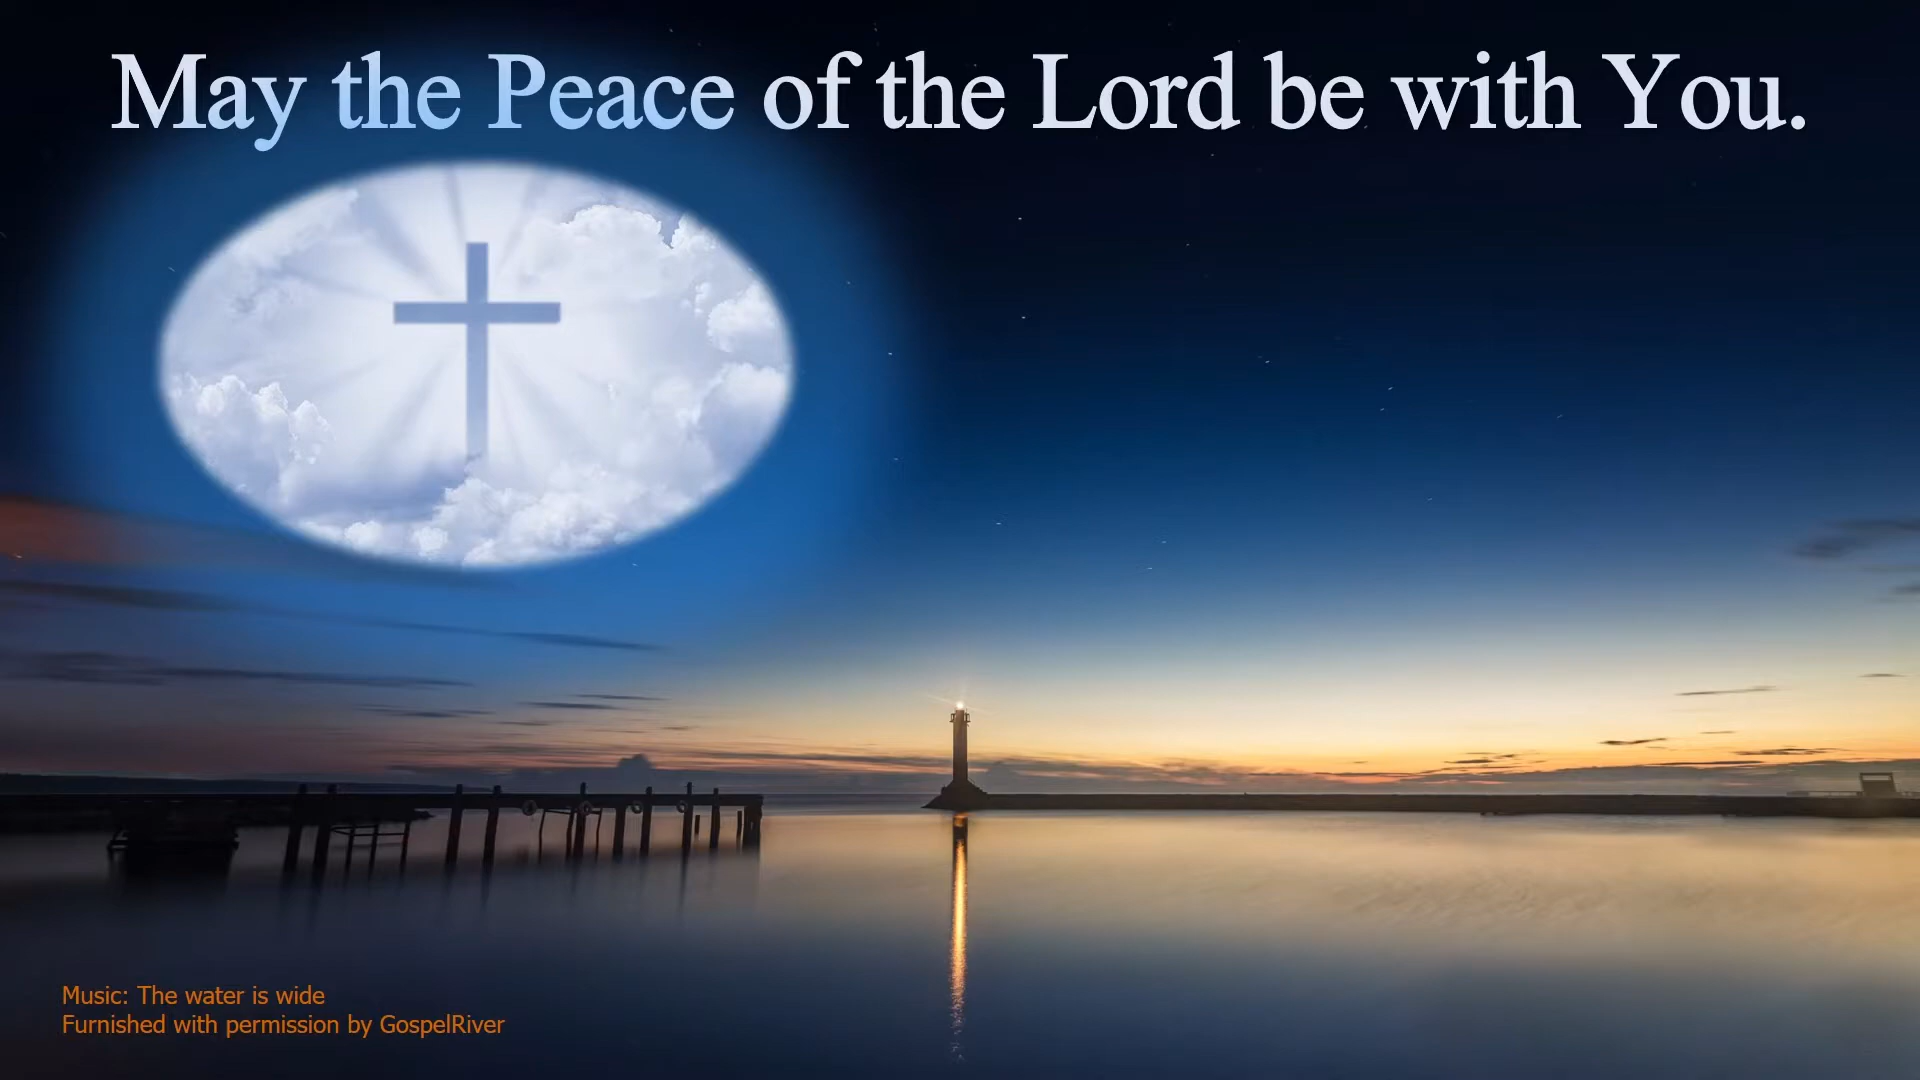 May the Peace of the Lord be with You.
Music: The water is wide
Furnished with permission by GospelRiver